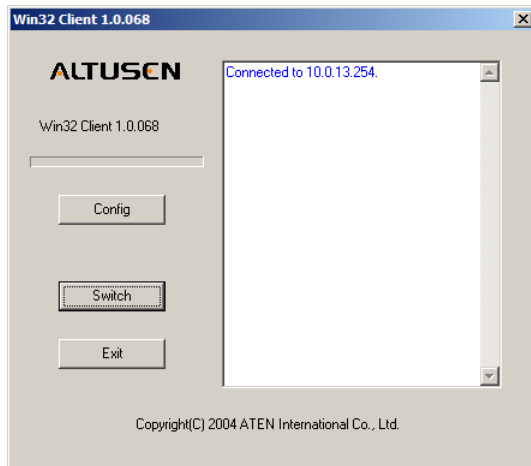 Win32 Client 1.0.068
ALTUSEN
Win32 Client 1.0.068
Connected to 10.0.13.254.
Config
Switch
Exit
Copyright(C) 2004 ATEN International Co., Ltd.